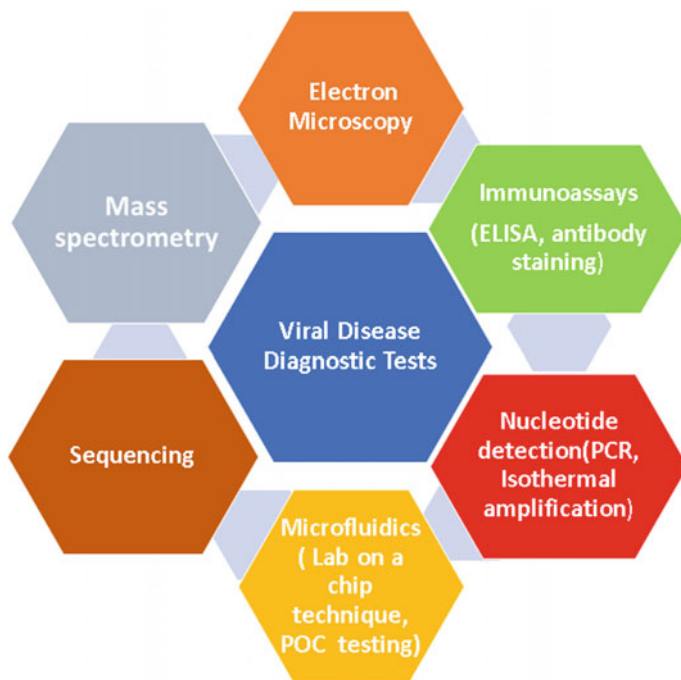 Electron
Microscopy
Immunoassays
(ELISA, antibody
staining)
Nucleotide
detection(PCR,
Isothermal
amplification)
Microfluidics
( Lab on a
chip
technique,
POC testing)
Sequencing
Mass
spectrometry
Viral Disease
Diagnostic Tests